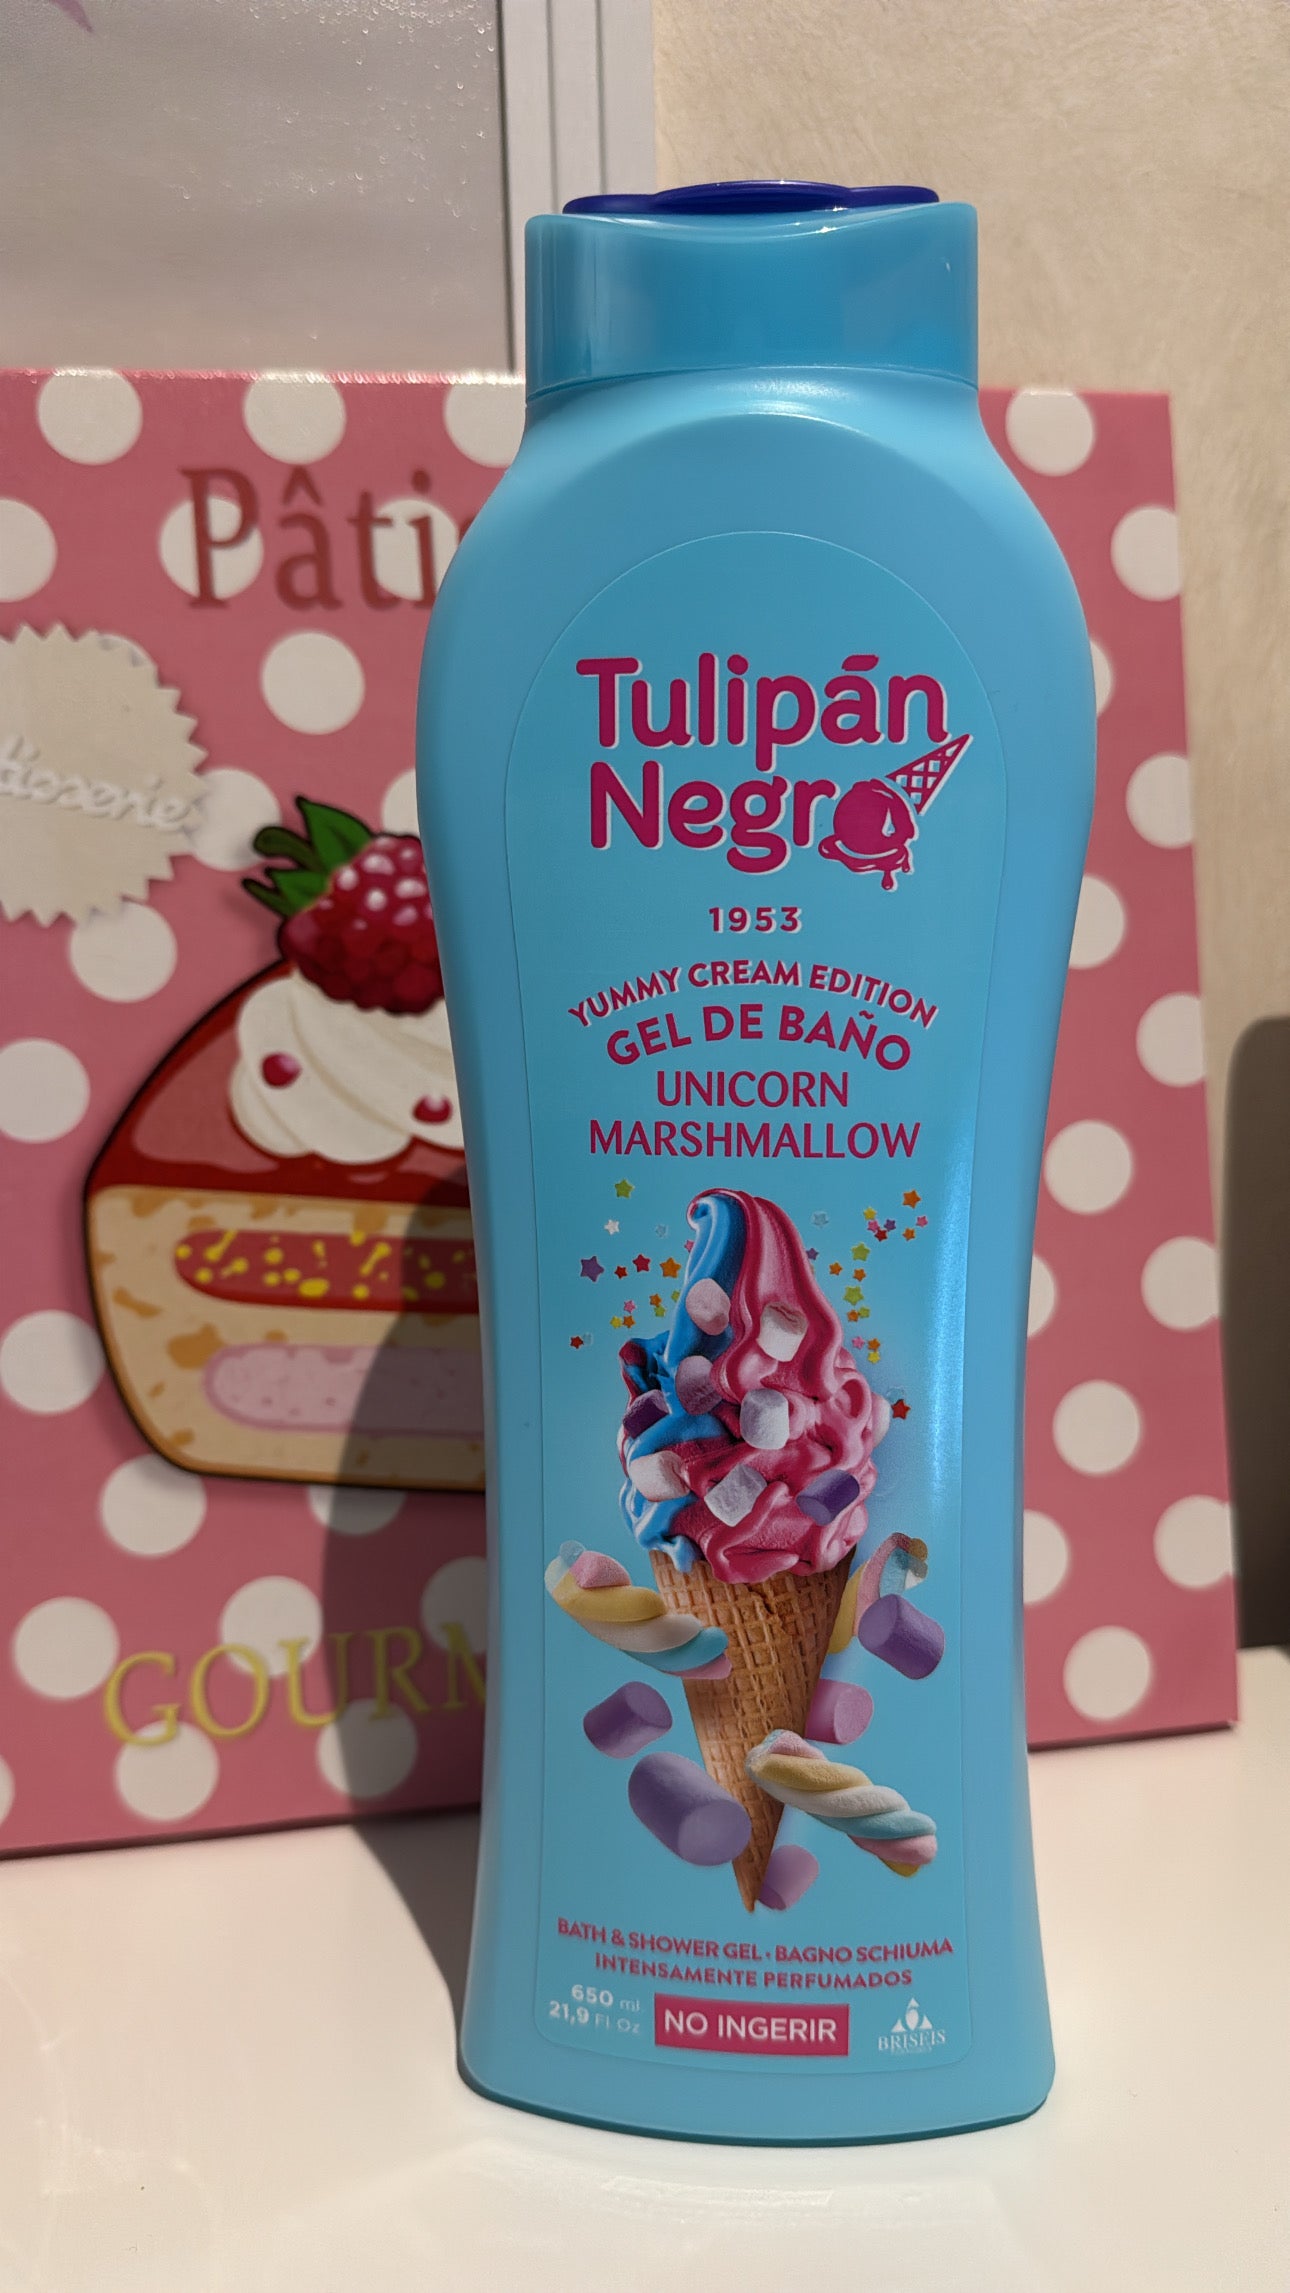 Pâti
tisserie
GOURM
Tulipán
Negro
1953
YUMMY CREAM EDITION
GEL DE BAÑO
UNICORN
MARSHMALLOW
BATH & SHOWER GEL · BAGNO SCHIUMA
INTENSAMENTE PERFUMADOS
650 ml
21,9 Fl Oz
NO INGERIR
BRISEIS